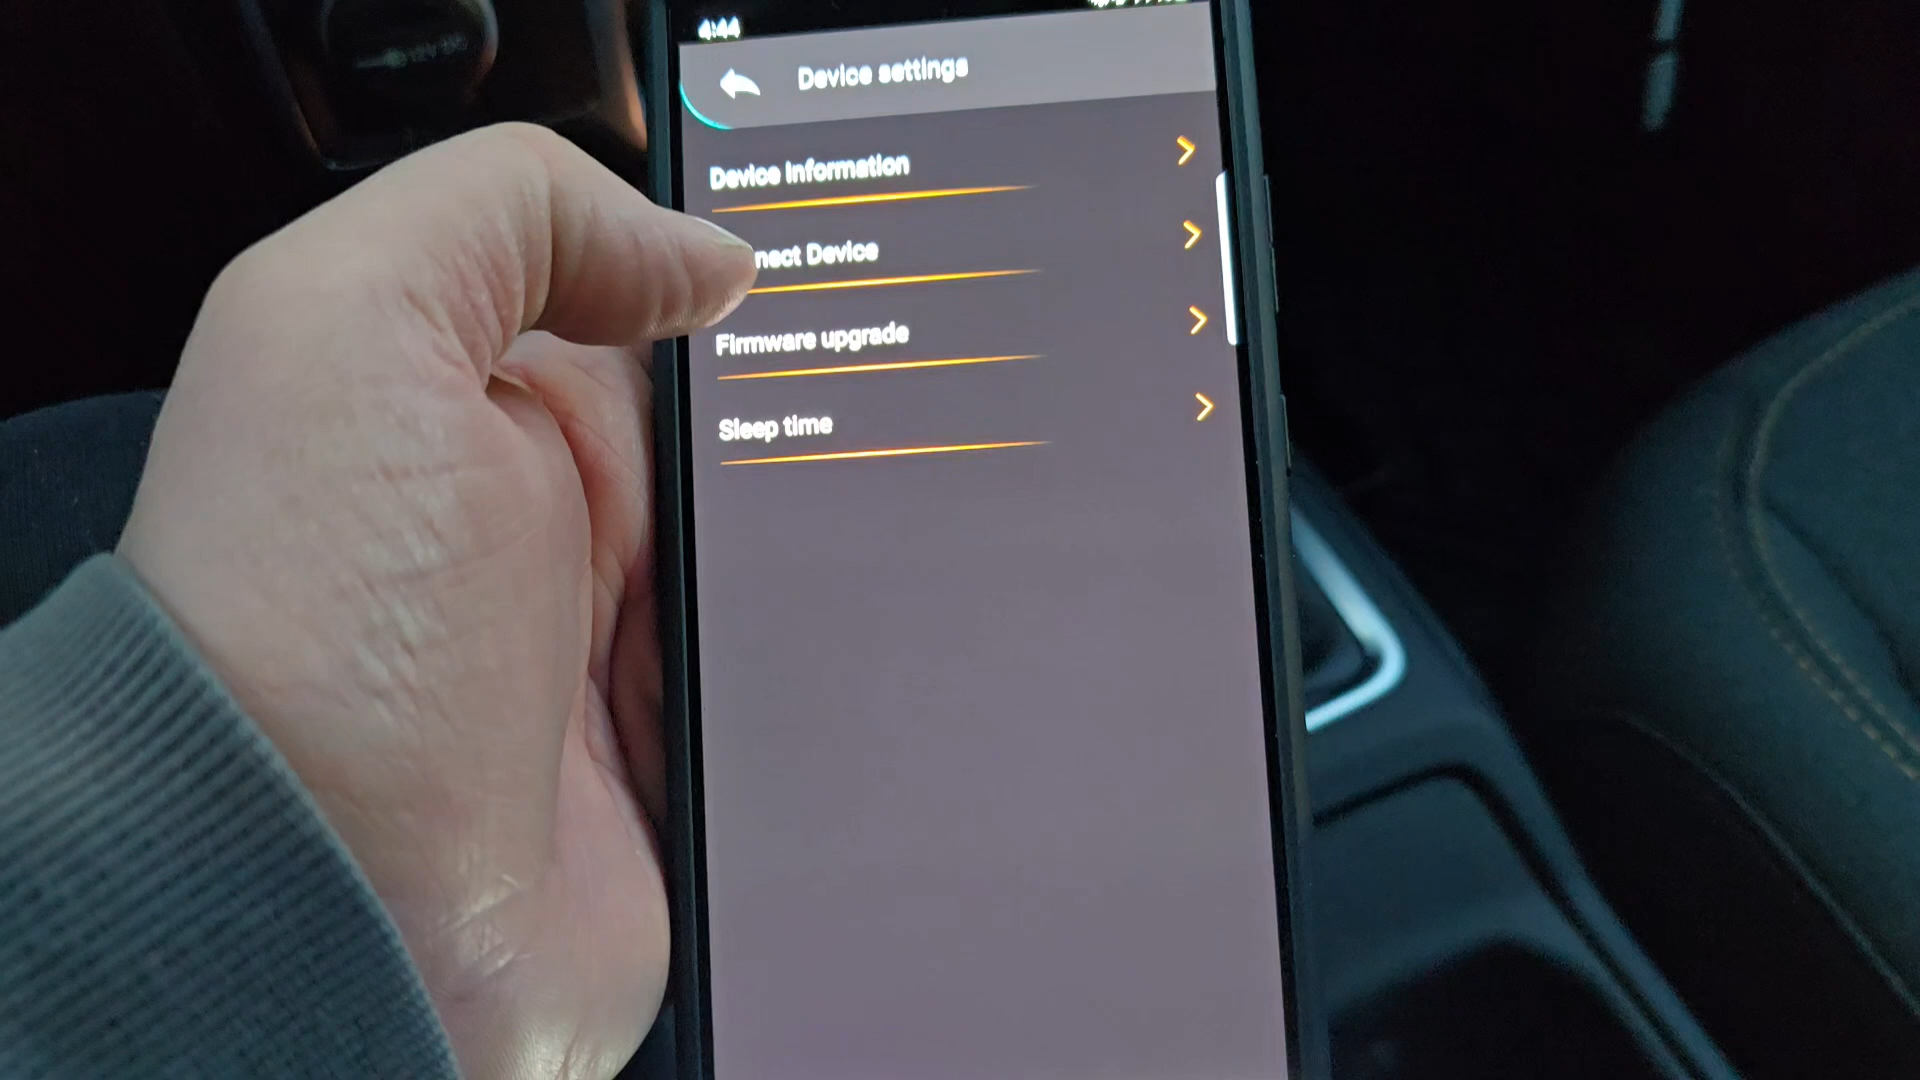 4:44
Device settings
Device Information
nect Device
Firmware upgrade
Sleep time